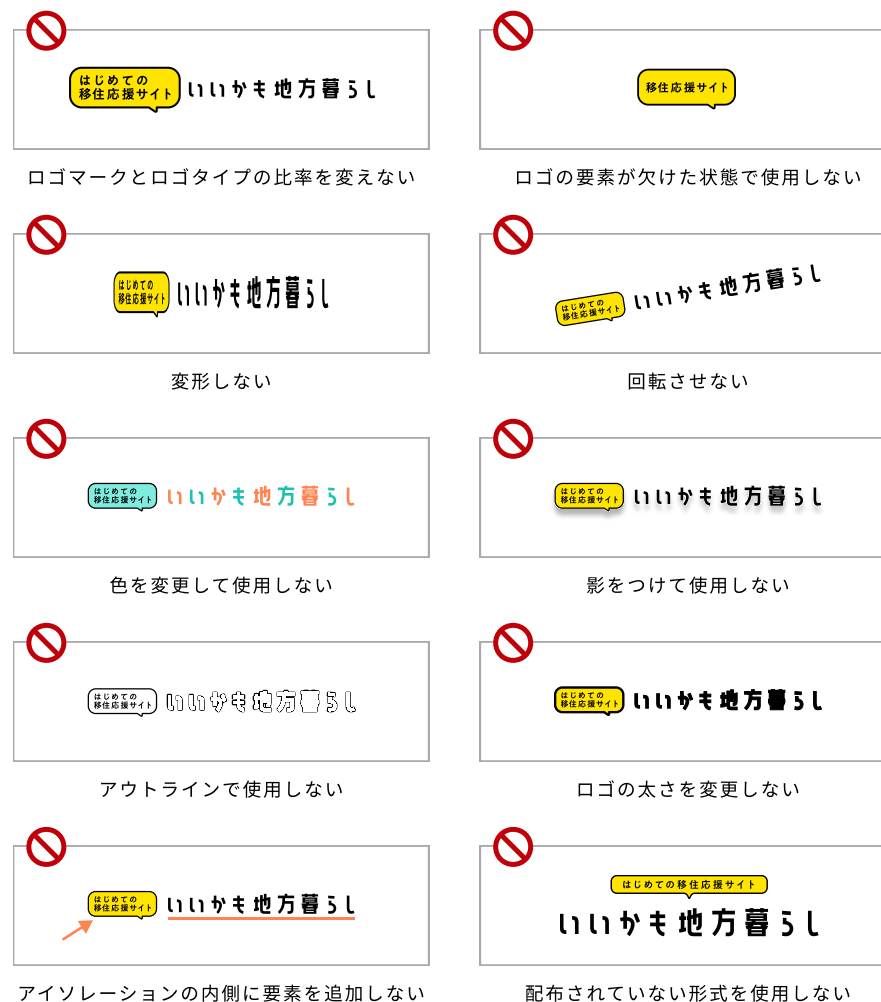 はじめての
移住応援サイト
いいかも地方暮らし
ロゴマークとロゴタイプの比率を変えない
移住応援サイト
ロゴの要素が欠けた状態で使用しない
はじめての
移住応援サイト
いいかも地方暮らし
変形しない
はじめての
移住応援サイト
いいかも地方暮らし
回転させない
はじめての
移住応援サイト
いいかも地方暮らし
色を変更して使用しない
はじめての
移住応援サイト
いいかも地方暮らし
影をつけて使用しない
はじめての
移住応援サイト
いいかも地方暮らし
アウトラインで使用しない
はじめての
移住応援サイト
いいかも地方暮らし
ロゴの太さを変更しない
はじめての
移住応援サイト
いいかも地方暮らし
アイソレーションの内側に要素を追加しない
はじめての移住応援サイト
いいかも地方暮らし
配布されていない形式を使用しない